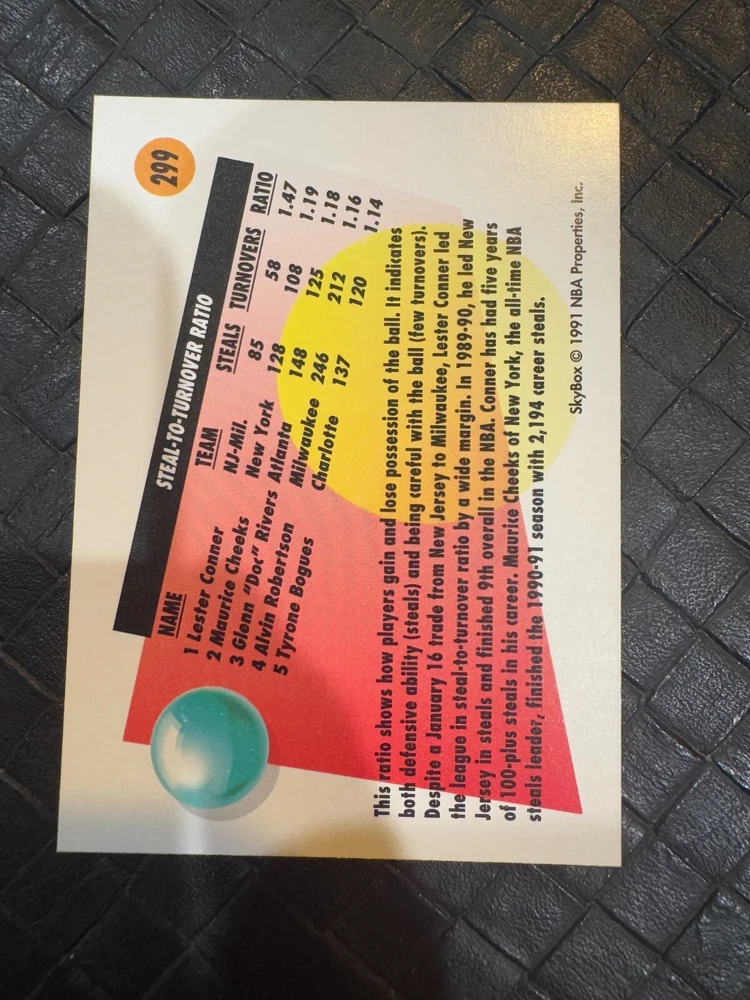 299
STEAL-TO-TURNOVER RATIO
NAME TEAM STEALS TURNOVERS RATIO
1 Lester Conner NJ-Mil. 85 58 1.47
2 Maurice Cheeks New York 128 108 1.19
3 Glenn "Doc" Rivers Atlanta 148 125 1.18
4 Alvin Robertson Milwaukee 246 212 1.16
5 Tyrone Bogues Charlotte 137 120 1.14
This ratio shows how players gain and lose possession of the ball. It indicates
both defensive ability (steals) and being careful with the ball (few turnovers).
Despite a January 16 trade from New Jersey to Milwaukee, Lester Conner led
the league in steal-to-turnover ratio by a wide margin. In 1989-90, he led New
Jersey in steals and finished 9th overall in the NBA. Conner has had five years
of 100-plus steals in his career. Maurice Cheeks of New York, the all-time NBA
steals leader, finished the 1990-91 season with 2,194 career steals.
SkyBox © 1991 NBA Properties, Inc.